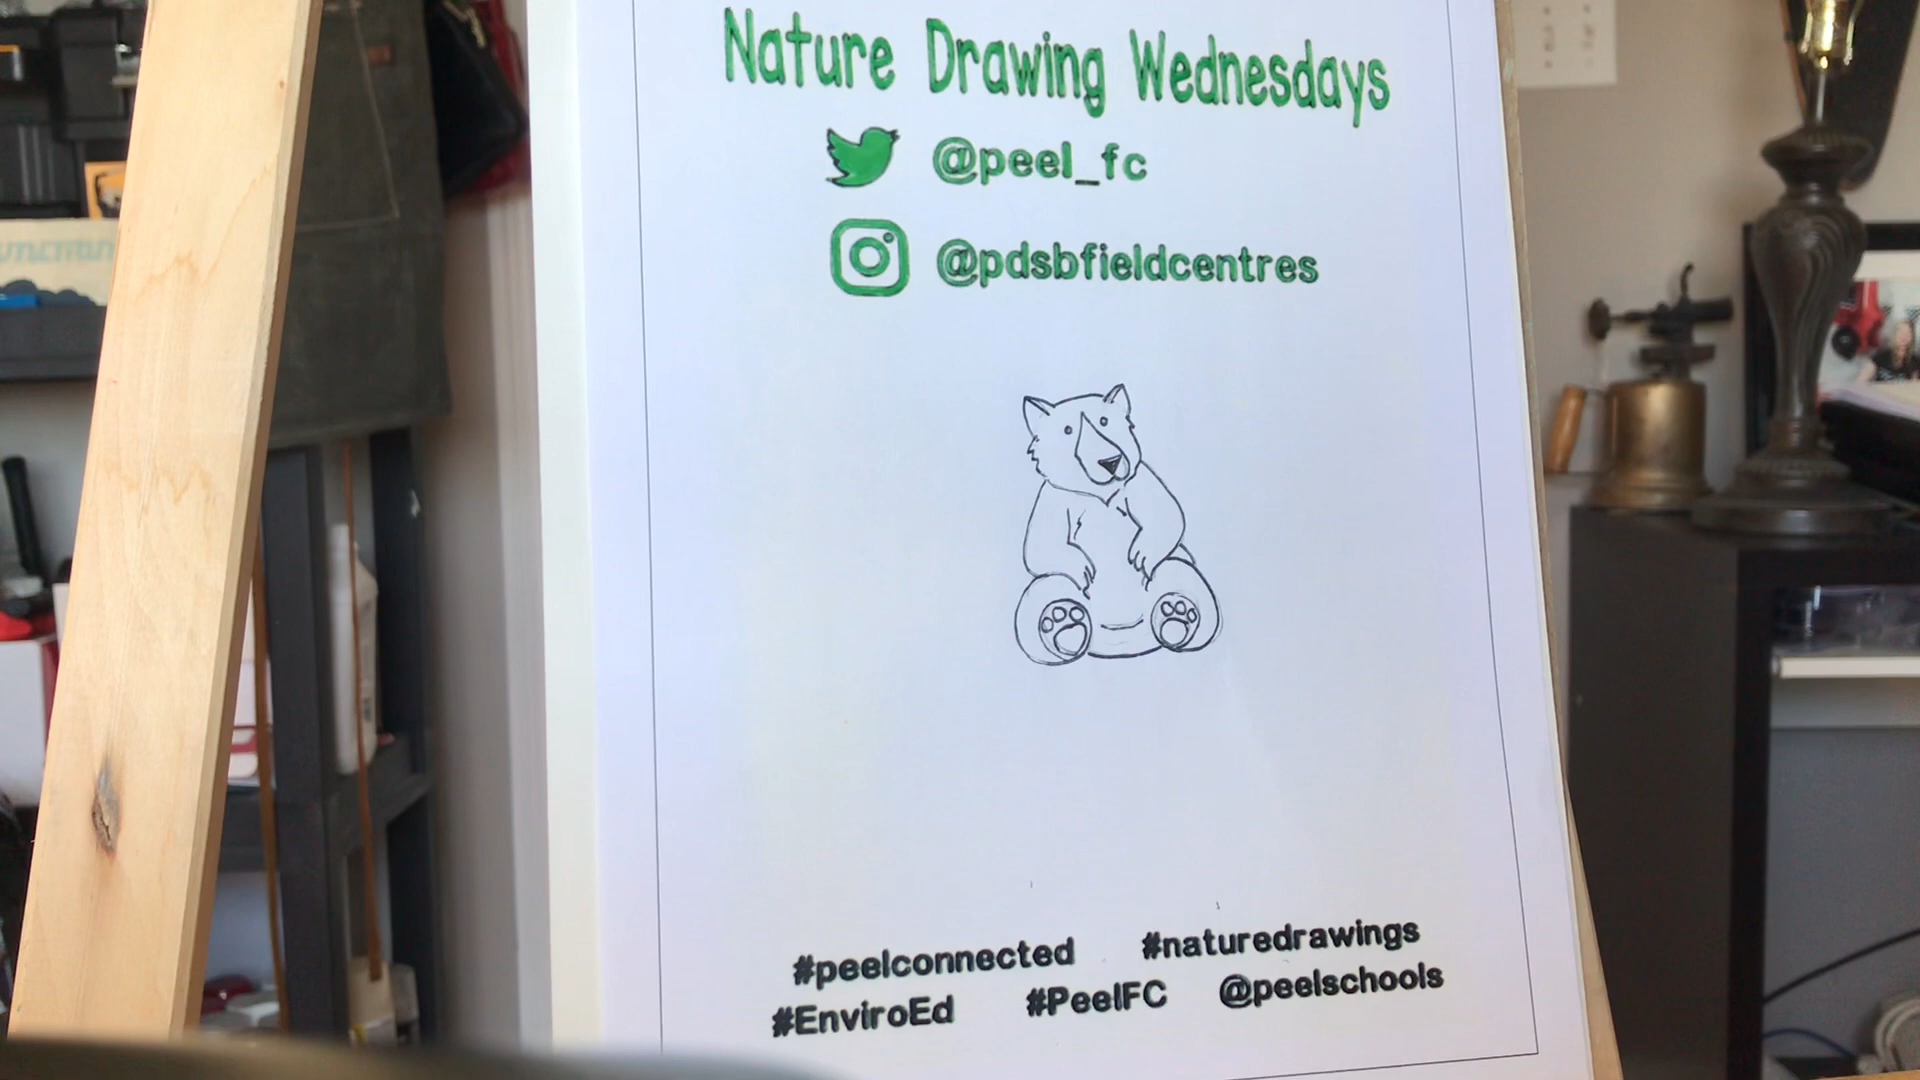 Nature Drawing Wednesdays
@peel_fc
@pdsbfieldcentres
#peelconnected #naturedrawings
#EnviroEd #PeelFC @peelschools